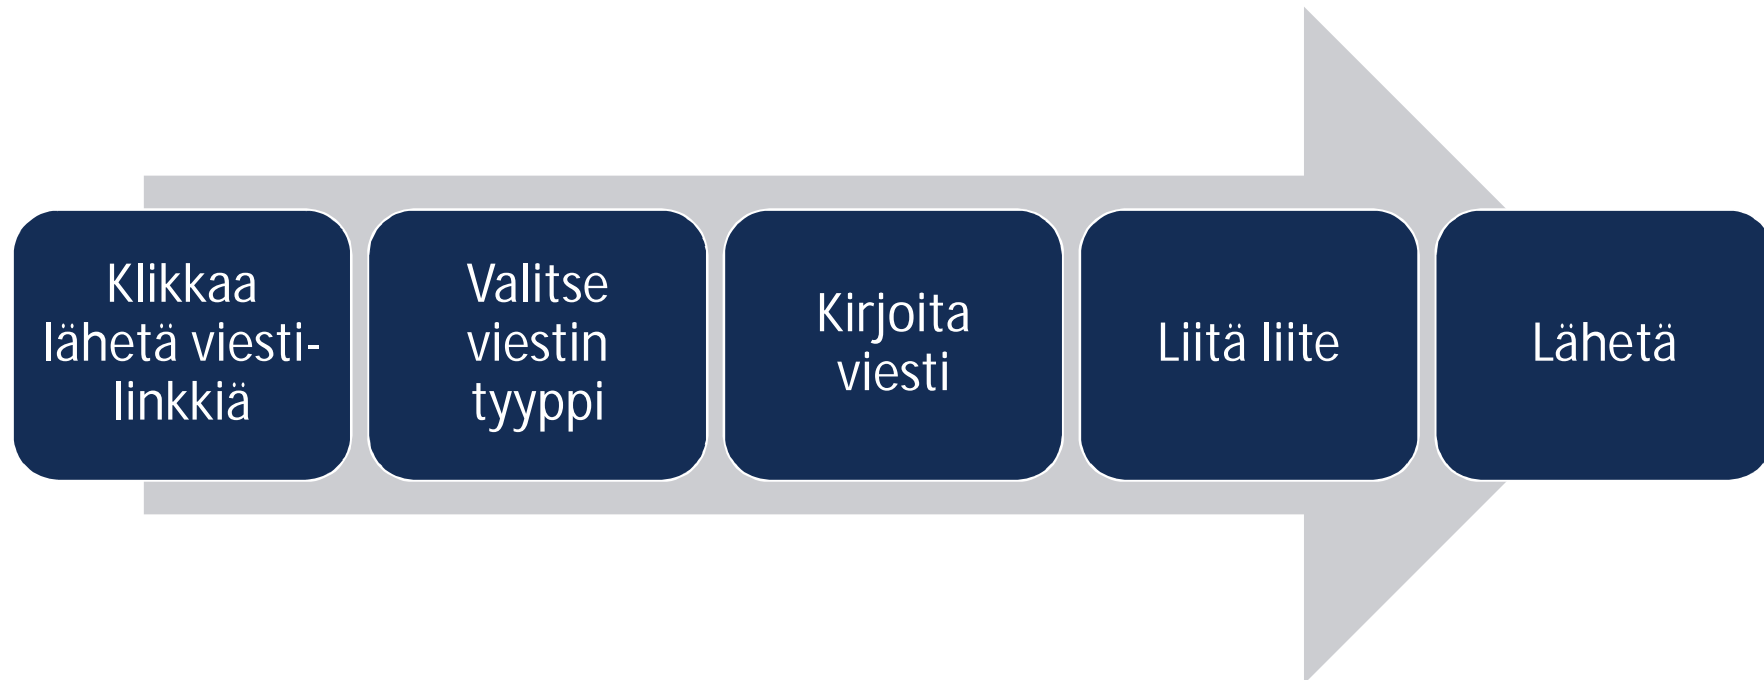 Klikkaa
lähetä viesti-
linkkiä
Valitse
viestin
tyyppi
Kirjoita
viesti
Liitä liite
Lähetä